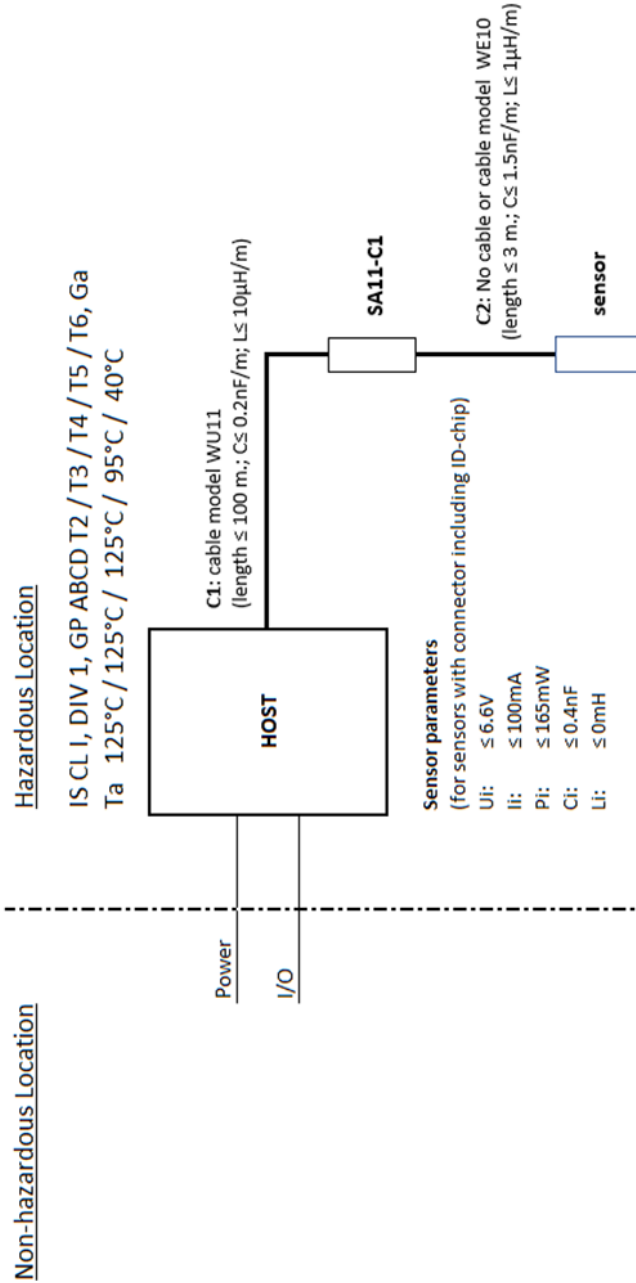 Non-hazardous Location
Hazardous Location
IS CL I, DIV 1, GP ABCD T2 / T3 / T4 / T5 / T6, Ga
Ta 125°C / 125°C / 125°C / 95°C / 40°C
Power
I/O
HOST
C1: cable model WU11
(length ≤ 100 m.; C≤ 0.2nF/m; L≤ 10µH/m)
SA11-C1
C2: No cable or cable model WE10
(length ≤ 3 m.; C≤ 1.5nF/m; L≤ 1µH/m)
sensor
Sensor parameters
(for sensors with connector including ID-chip)
Ui: ≤ 6.6V
Ii: ≤ 100mA
Pi: ≤ 165mW
Ci: ≤ 0.4nF
Li: ≤ 0mH